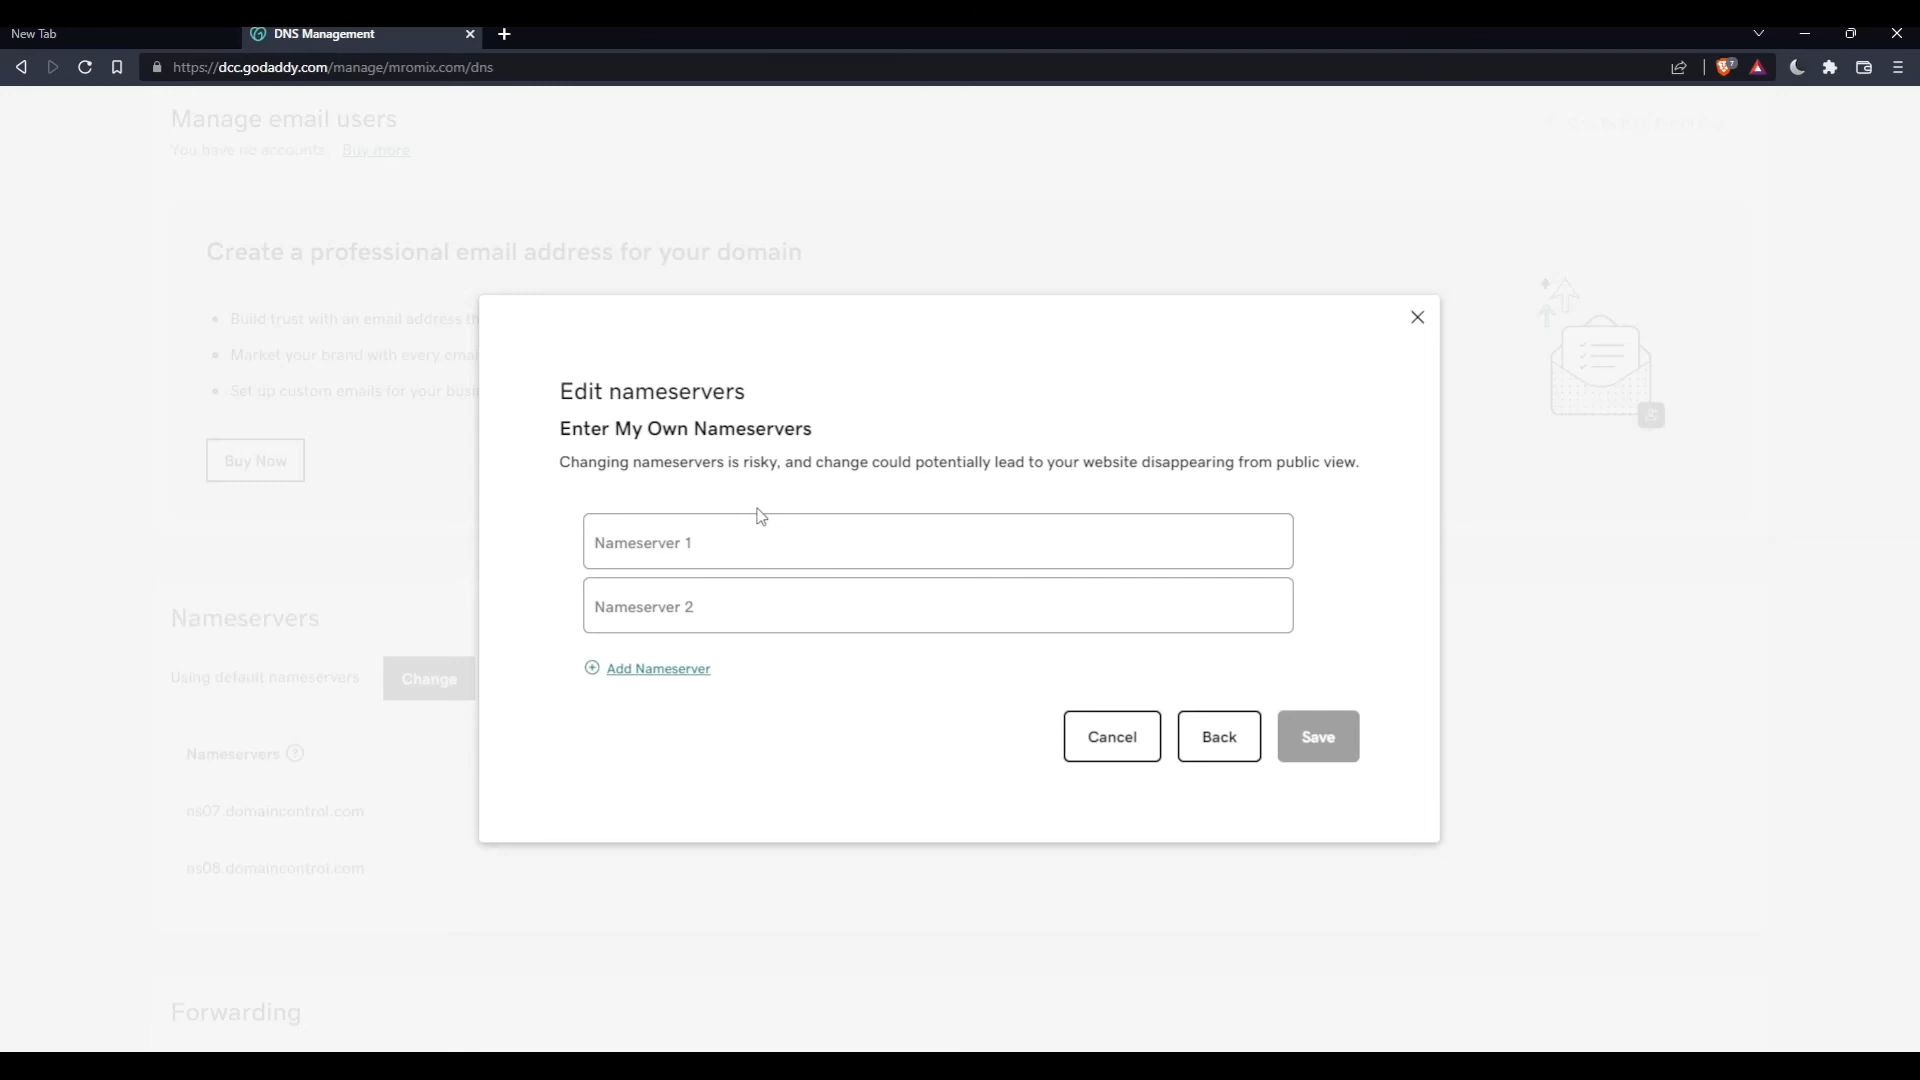 New Tab
DNS Management
https://dcc.godaddy.com/manage/mromix.com/dns
7
Manage email users
You have no accounts. Buy more
Create a professional email address for your domain
Build trust with an email address
Market your brand with every
Set up custom emails for your
Buy Now
Edit nameservers
Enter My Own Nameservers
Changing nameservers is risky, and change could potentially lead to your website disappearing from public view.
Nameserver 1
Nameserver 2
Add Nameserver
Cancel
Back
Save
Nameservers
Using default nameservers
Change
Nameservers ?
ns07.domaincontrol.com
ns08.domaincontrol.com
Forwarding